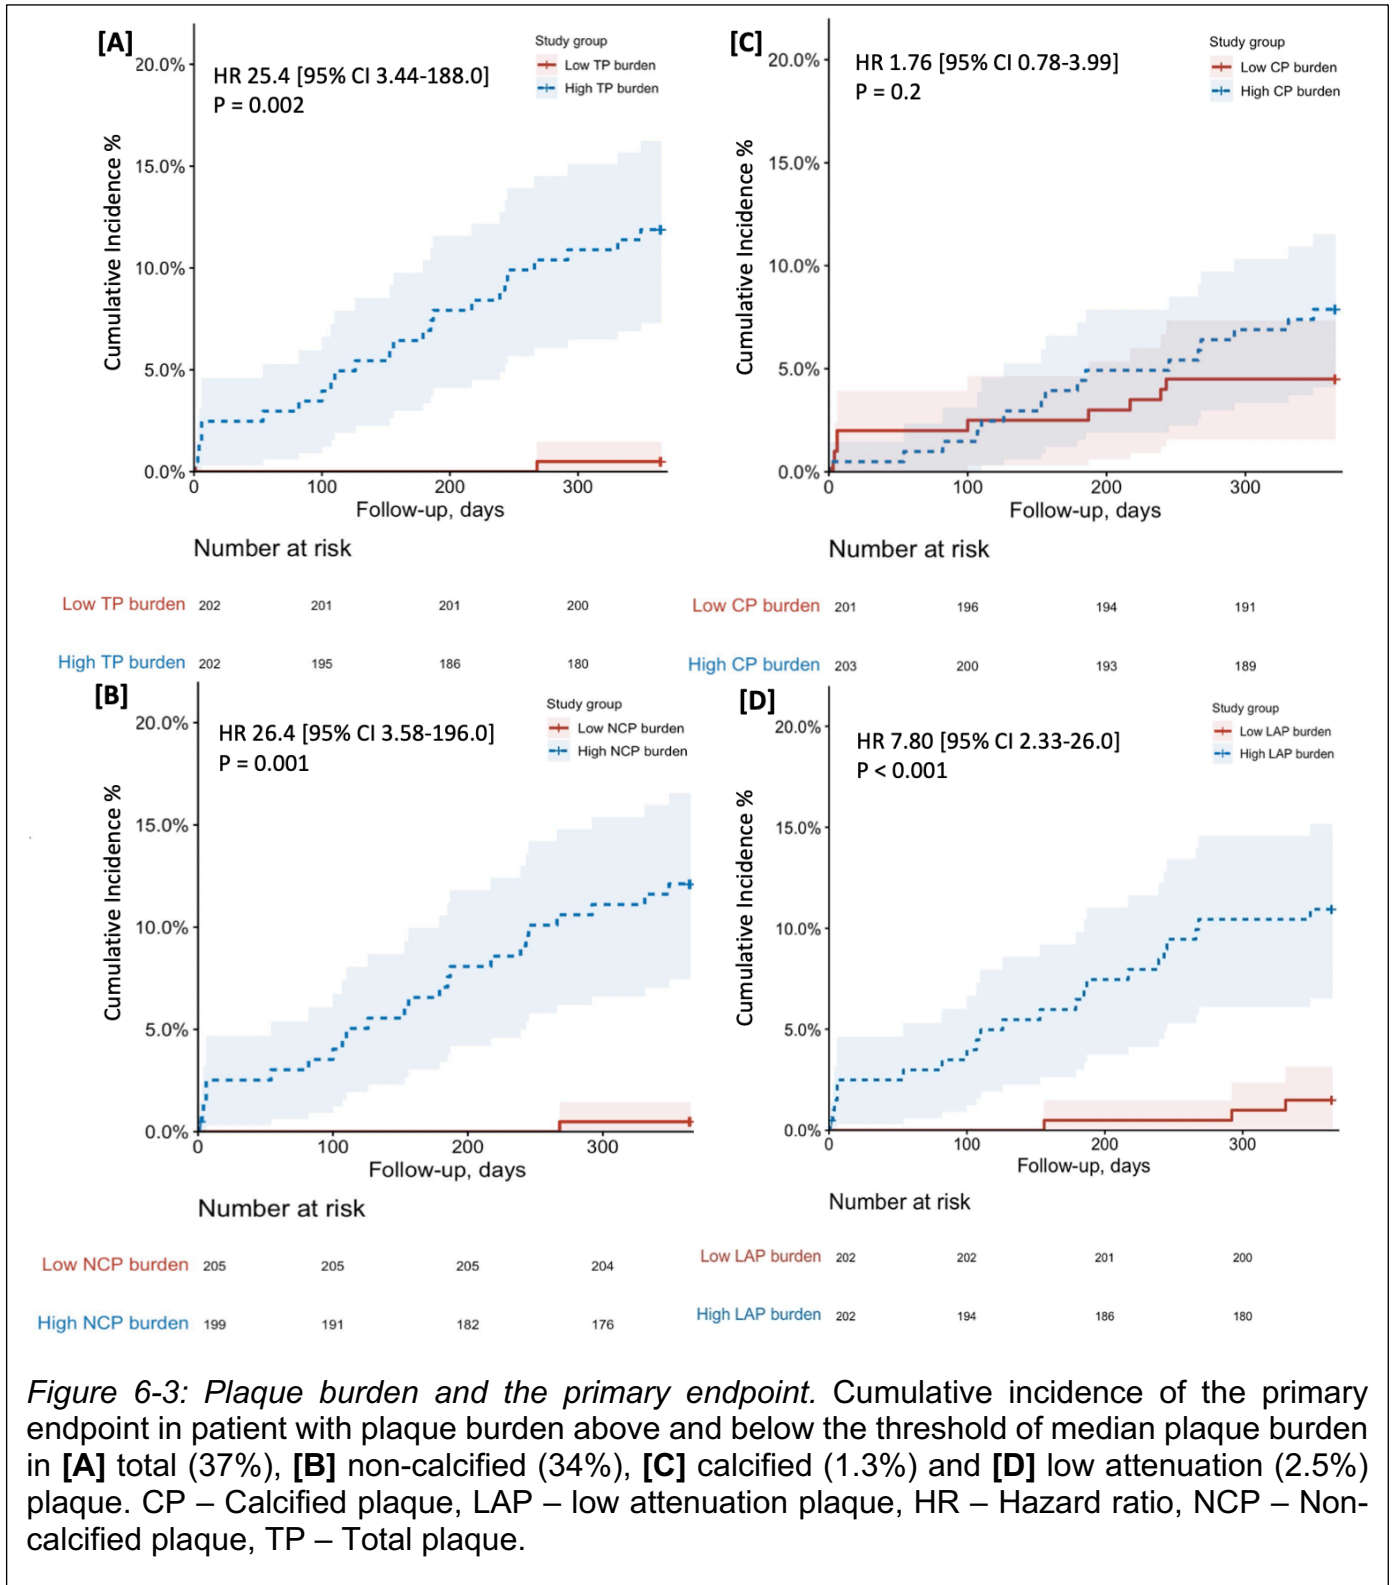 [A]
Study group
Low TP burden
High TP burden
HR 25.4 [95% CI 3.44-188.0]
P = 0.002
Cumulative Incidence %
20.0%
15.0%
10.0%
5.0%
0.0%
0 100 200 300
Follow-up, days
Number at risk
Low TP burden 202 201 201 200
High TP burden 202 195 186 180
[C]
Study group
Low CP burden
High CP burden
HR 1.76 [95% CI 0.78-3.99]
P = 0.2
Cumulative Incidence %
20.0%
15.0%
10.0%
5.0%
0.0%
0 100 200 300
Follow-up, days
Number at risk
Low CP burden 201 196 194 191
High CP burden 203 200 193 189
[B]
Study group
Low NCP burden
High NCP burden
HR 26.4 [95% CI 3.58-196.0]
P = 0.001
Cumulative Incidence %
20.0%
15.0%
10.0%
5.0%
0.0%
0 100 200 300
Follow-up, days
Number at risk
Low NCP burden 205 205 205 204
High NCP burden 199 191 182 176
[D]
Study group
Low LAP burden
High LAP burden
HR 7.80 [95% CI 2.33-26.0]
P < 0.001
Cumulative Incidence %
20.0%
15.0%
10.0%
5.0%
0.0%
0 100 200 300
Follow-up, days
Number at risk
Low LAP burden 202 202 201 200
High LAP burden 202 194 186 180
Figure 6-3: Plaque burden and the primary endpoint. Cumulative incidence of the primary
endpoint in patient with plaque burden above and below the threshold of median plaque burden
in [A] total (37%), [B] non-calcified (34%), [C] calcified (1.3%) and [D] low attenuation (2.5%)
plaque. CP – Calcified plaque, LAP – low attenuation plaque, HR – Hazard ratio, NCP – Non-
calcified plaque, TP – Total plaque.